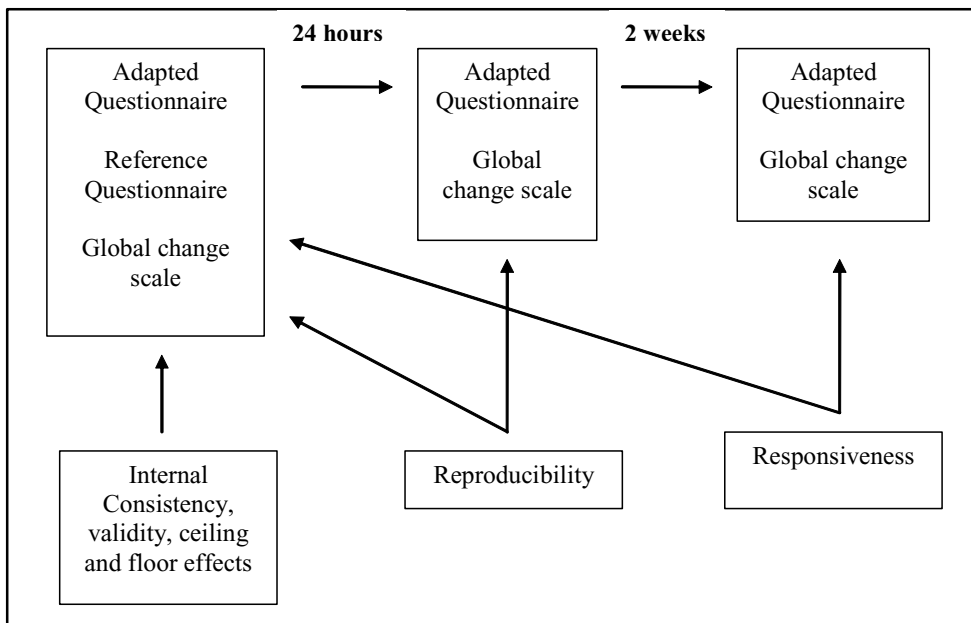 24 hours
2 weeks
Adapted
Questionnaire
Reference
Questionnaire
Global change
scale
Adapted
Questionnaire
Global
change scale
Adapted
Questionnaire
Global change
scale
Internal
Consistency,
validity, ceiling
and floor effects
Reproducibility
Responsiveness